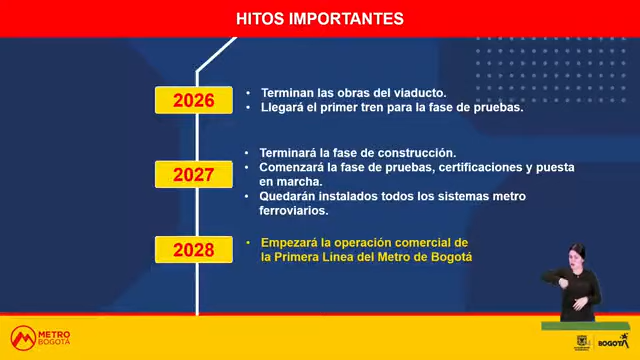 HITOS IMPORTANTES
2026
• Terminan las obras del viaducto.
• Llegará el primer tren para la fase de pruebas.
2027
• Terminará la fase de construcción.
• Comenzará la fase de pruebas, certificaciones y puesta
en marcha.
• Quedarán instalados todos los sistemas metro
ferroviarios.
2028
• Empezará la operación comercial de
la Primera Línea del Metro de Bogotá
METRO
BOGOTÁ
BOGOTÁ